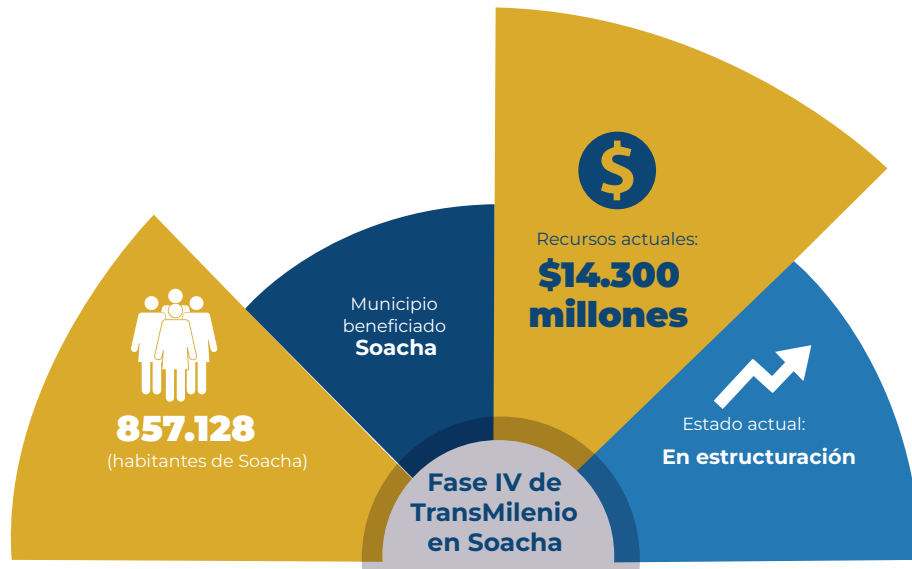 857.128
(habitantes de Soacha)
Municipio
beneficiado
Soacha
$
Recursos actuales:
$14.300
millones
Estado actual:
En estructuración
Fase IV de
TransMilenio
en Soacha